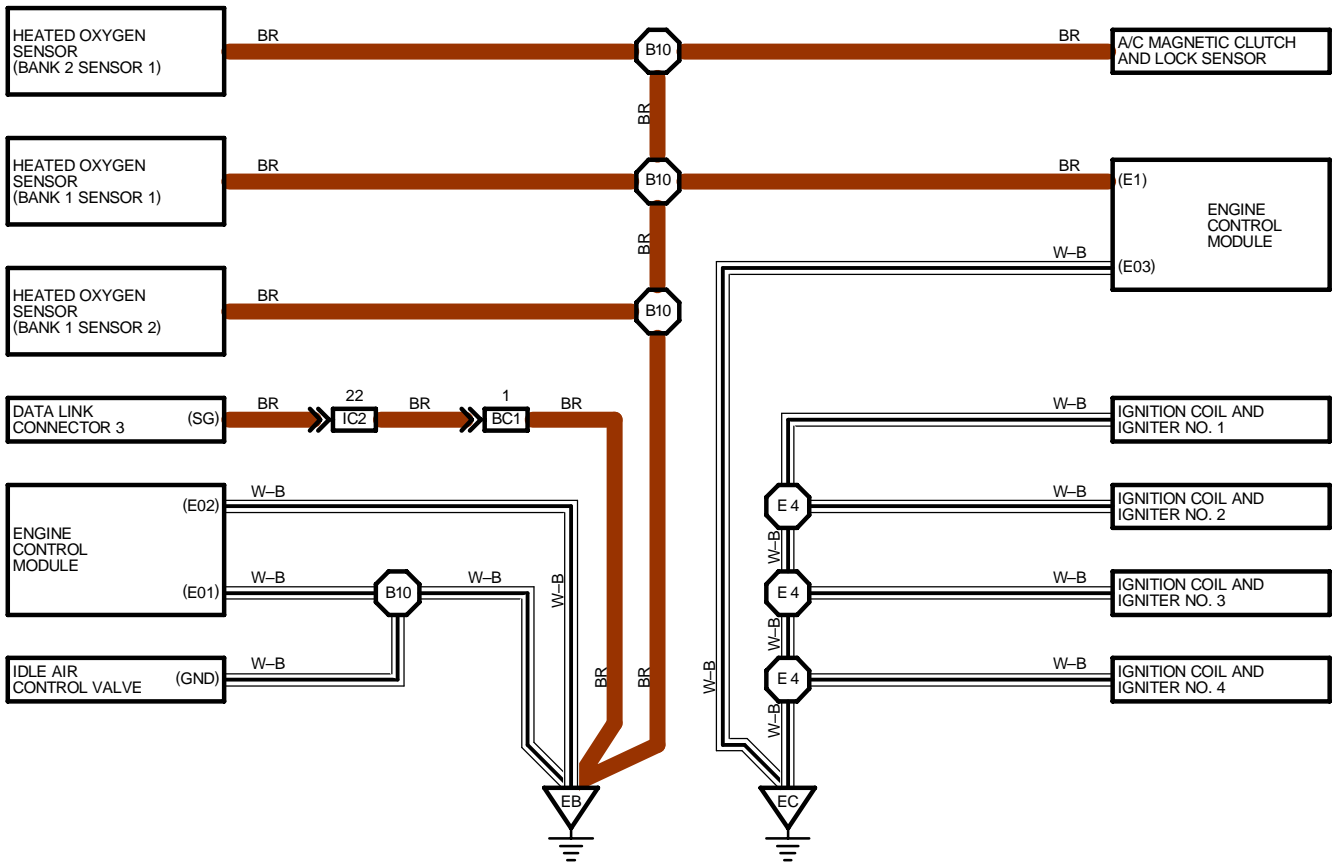 HEATED OXYGEN
SENSOR
(BANK 2 SENSOR 1)
BR
B10
BR
A/C MAGNETIC CLUTCH
AND LOCK SENSOR
BR
HEATED OXYGEN
SENSOR
(BANK 1 SENSOR 1)
BR
B10
BR
(E1)
ENGINE
CONTROL
MODULE
BR
W–B
(E03)
HEATED OXYGEN
SENSOR
(BANK 1 SENSOR 2)
BR
B10
DATA LINK
CONNECTOR 3
(SG)
BR
22
IC2
BR
1
BC1
BR
W–B
IGNITION COIL AND
IGNITER NO. 1
ENGINE
CONTROL
MODULE
(E02)
W–B
E 4
W–B
IGNITION COIL AND
IGNITER NO. 2
W–B
(E01)
W–B
B10
W–B
W–B
E 4
W–B
IGNITION COIL AND
IGNITER NO. 3
W–B
IDLE AIR
CONTROL VALVE
(GND)
W–B
BR
BR
W–B
E 4
W–B
IGNITION COIL AND
IGNITER NO. 4
W–B
EB
EC